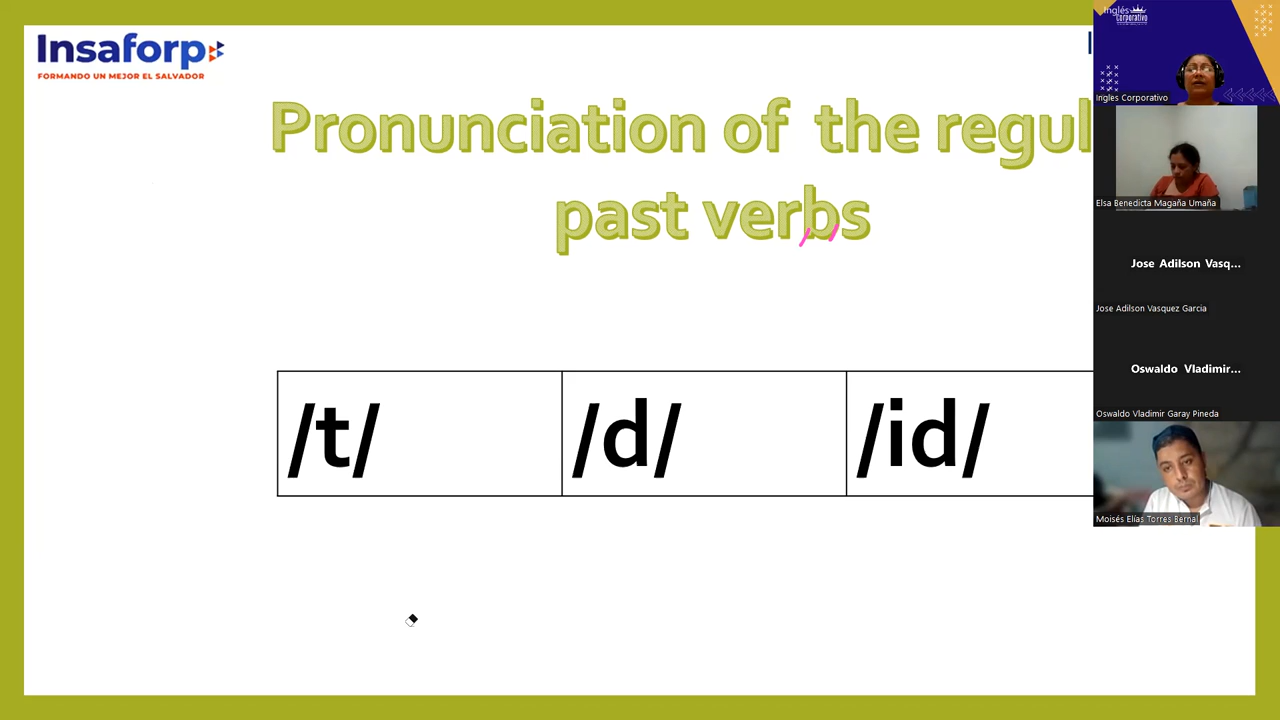 Insaforp
FORMANDO UN MEJOR EL SALVADOR
Pronunciation of the regul
past verbs
/t/ /d/ /id/
Inglés
Corporativo
Ingles Corporativo
Elsa Benedicta Magaña Umaña
Jose Adilson Vasq...
Jose Adilson Vasquez Garcia
Oswaldo Vladimir...
Oswaldo Vladimir Garay Pineda
Moisés Elías Torres Bernal